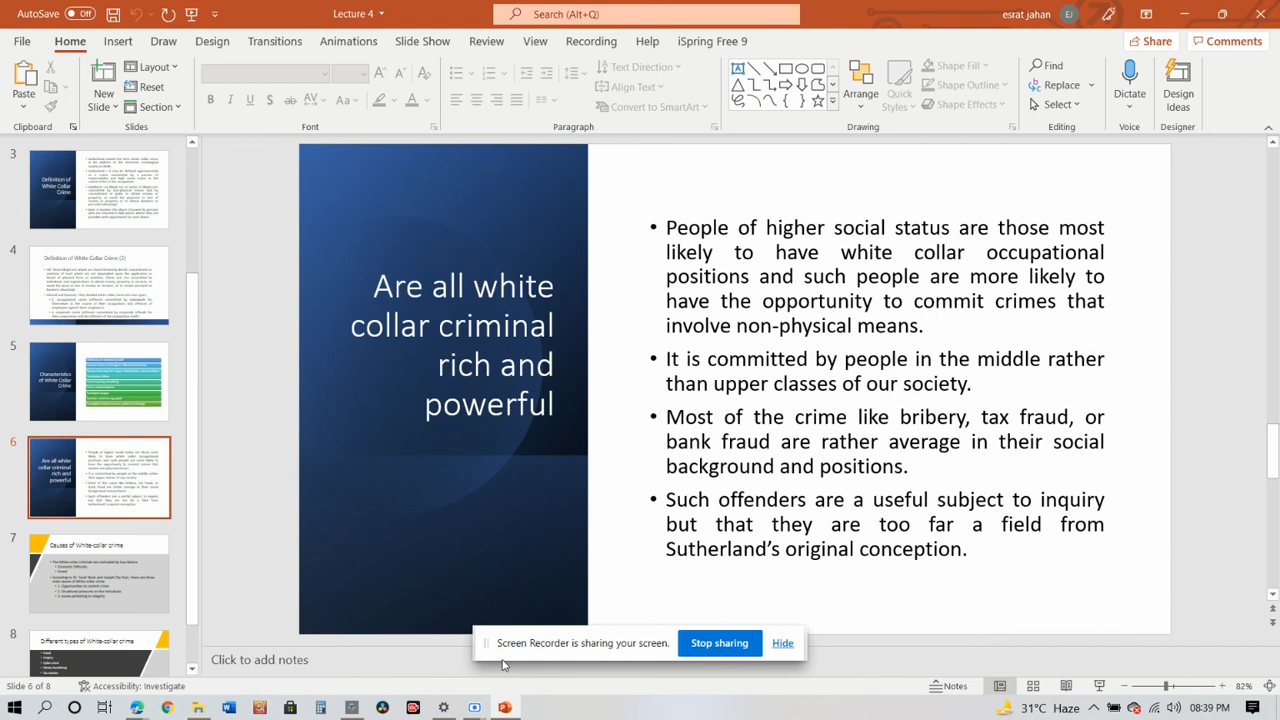 AutoSave Off
Lecture 4
Search (Alt+Q)
esrat jahan EJ
File Home Insert Draw Design Transitions Animations Slide Show Review View Recording Help iSpring Free 9
Share Comments
Paste
New
Slide
Layout
Reset
Section
Text Direction
Align Text
Convert to SmartArt
Arrange
Quick
Styles
Shape Fill
Shape Outline
Shape Effects
Find
Replace
Select
Dictate
Design
Ideas
Clipboard Slides Font Paragraph Drawing Editing Voice Designer
3
Definition of
White Collar
Crime
4
Definition of White Collar Crime (2)
5
Characteristics
of White Collar
Crime
6
Are all white
collar criminal
rich and
powerful
7
Causes of White-collar crime
8
Different types of White-collar crime
Are all white
collar criminal
rich and
powerful
• People of higher social status are those most
likely to have white collar occupational
positions and such people are more likely to
have the opportunity to commit crimes that
involve non-physical means.
• It is committed by people in the middle rather
than upper classes of our society.
• Most of the crime like bribery, tax fraud, or
bank fraud are rather average in their social
background and positions.
• Such offenders are a useful subject to inquiry
but that they are too far a field from
Sutherland's original conception.
Screen Recorder is sharing your screen. Stop sharing Hide
Click to add notes
Slide 6 of 8 Accessibility: Investigate Notes 82%
31°C Haze 08:39 PM